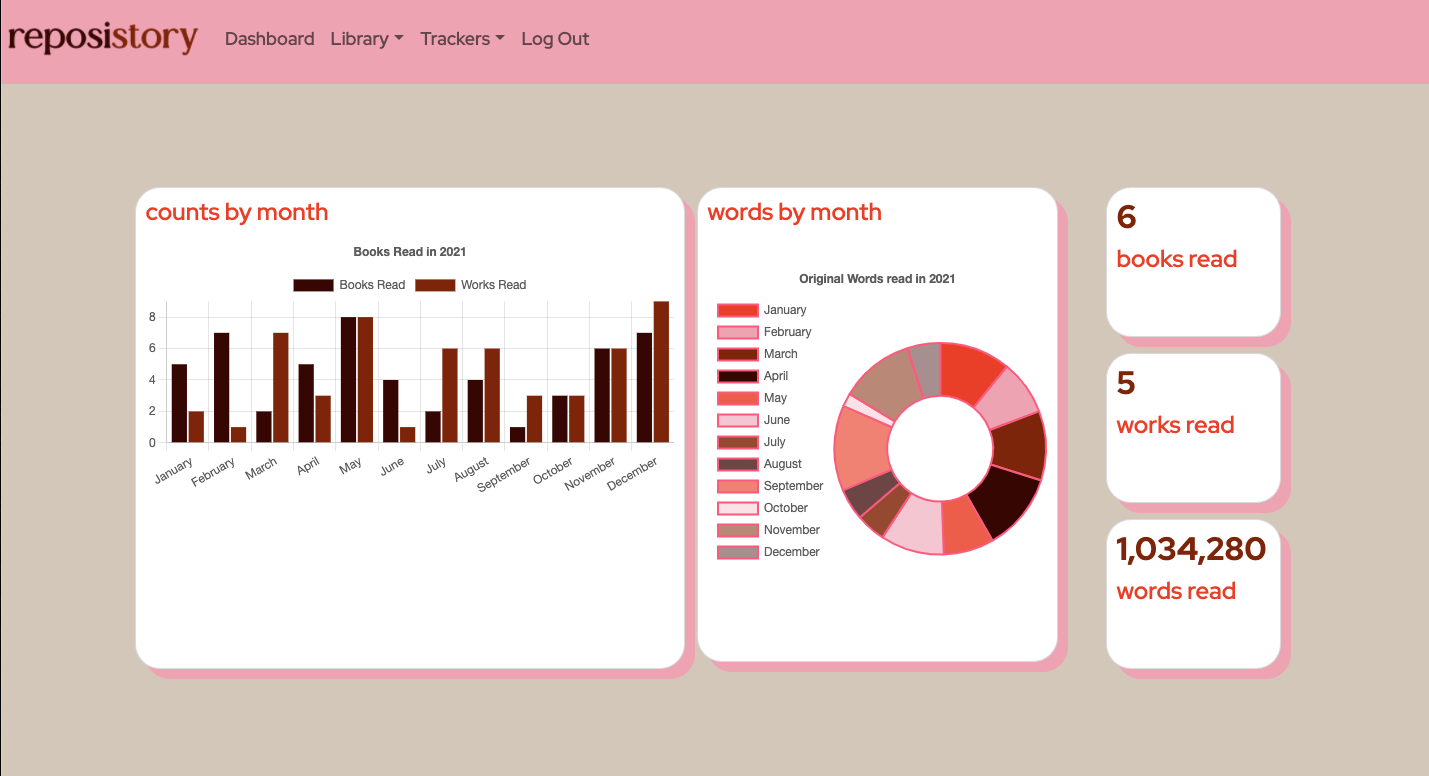 reposistory
Dashboard Library Trackers Log Out
counts by month
Books Read in 2021
Books Read Works Read
8
6
4
2
0
January February March April May June July August September October November December
words by month
Original Words read in 2021
January
February
March
April
May
June
July
August
September
October
November
December
6
books read
5
works read
1,034,280
words read